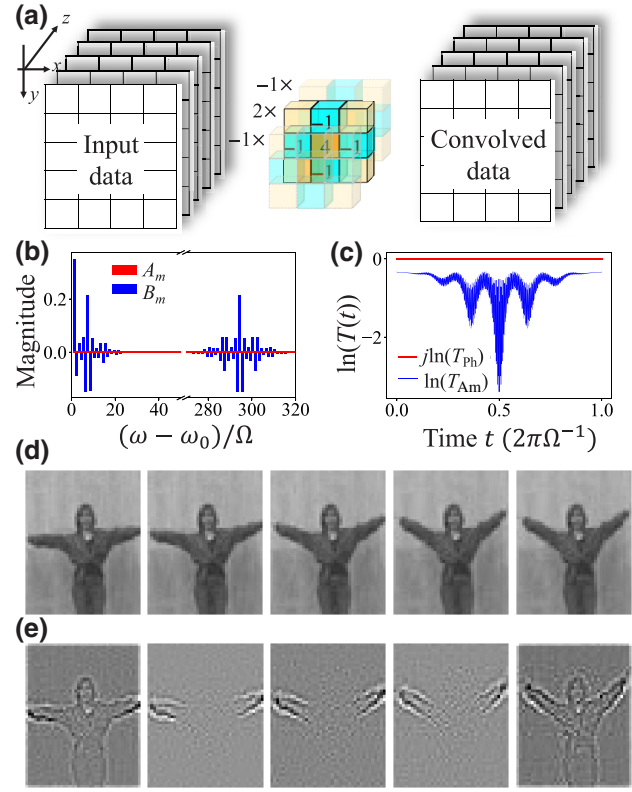 (a)
z
x
y
Input
data
-1×
2×
-1×
-1
-1 4 -1
-1
Convolved
data
(b)
A_m
B_m
Magnitude
0.2
0.0
0 20 40 280 300 320
(ω − ω₀)/Ω
(c)
ln(T(t))
0
−2
jln(T_Ph)
ln(T_Am)
0.0 0.5 1.0
Time t (2πΩ⁻¹)
(d)
(e)